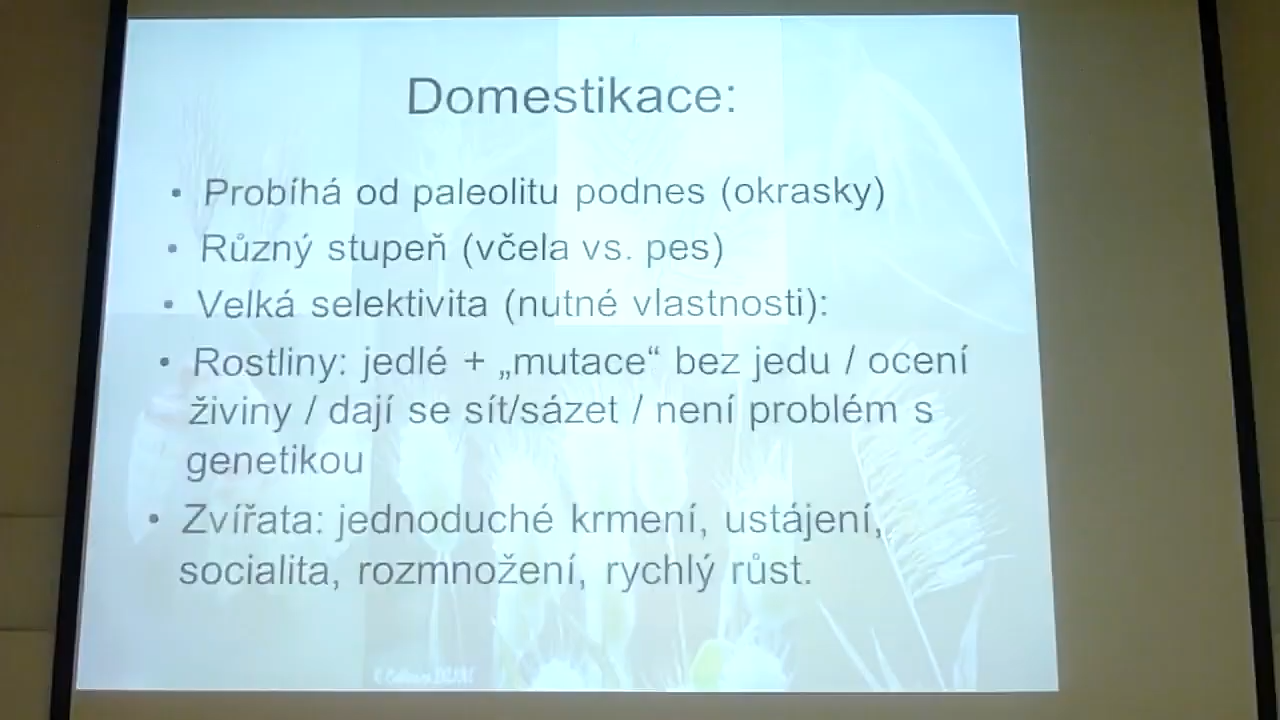 Domestikace:
• Probíhá od paleolitu podnes (okrasky)
• Různý stupeň (včela vs. pes)
• Velká selektivita (nutné vlastnosti):
• Rostliny: jedlé + „mutace“ bez jedu / ocení
živiny / dají se sít/sázet / není problém s
genetikou
• Zvířata: jednoduché krmení, ustájení,
socialita, rozmnožení, rychlý růst.